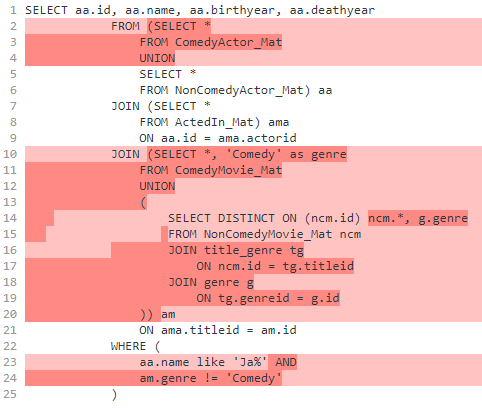 1 SELECT aa.id, aa.name, aa.birthyear, aa.deathyear
2 FROM (SELECT *
3 FROM ComedyActor_Mat
4 UNION
5 SELECT *
6 FROM NonComedyActor_Mat) aa
7 JOIN (SELECT *
8 FROM ActedIn_Mat) ama
9 ON aa.id = ama.actorid
10 JOIN (SELECT *, 'Comedy' as genre
11 FROM ComedyMovie_Mat
12 UNION
13 (
14 SELECT DISTINCT ON (ncm.id) ncm.*, g.genre
15 FROM NonComedyMovie_Mat ncm
16 JOIN title_genre tg
17 ON ncm.id = tg.titleid
18 JOIN genre g
19 ON tg.genreid = g.id
20 )) am
21 ON ama.titleid = am.id
22 WHERE (
23 aa.name like 'Ja%' AND
24 am.genre != 'Comedy'
25 )